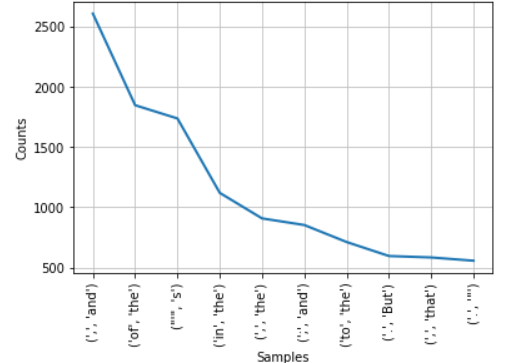 2500
2000
1500
1000
500
Counts
(',', 'and')
('of', 'the')
("'", 's')
('in', 'the')
(',', 'the')
(';', 'and')
('to', 'the')
('.', 'But')
(',', 'that')
('.', '"')
Samples